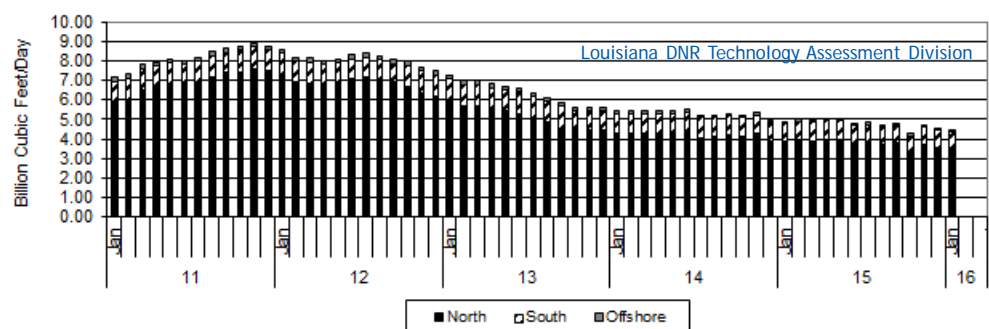 10.00
9.00
8.00
7.00
6.00
5.00
4.00
3.00
2.00
1.00
0.00
Billion Cubic Feet/Day
Louisiana DNR Technology Assessment Division
Jan Jan Jan Jan Jan Jan
11 12 13 14 15 16
North South Offshore